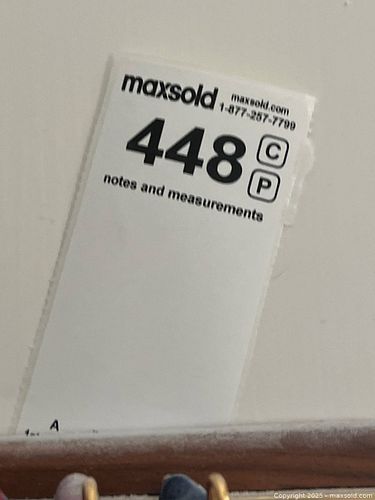 maxsold
maxsold.com
1-877-257-7799
448
C
P
notes and measurements
A
Copyright 2025 - maxsold.com